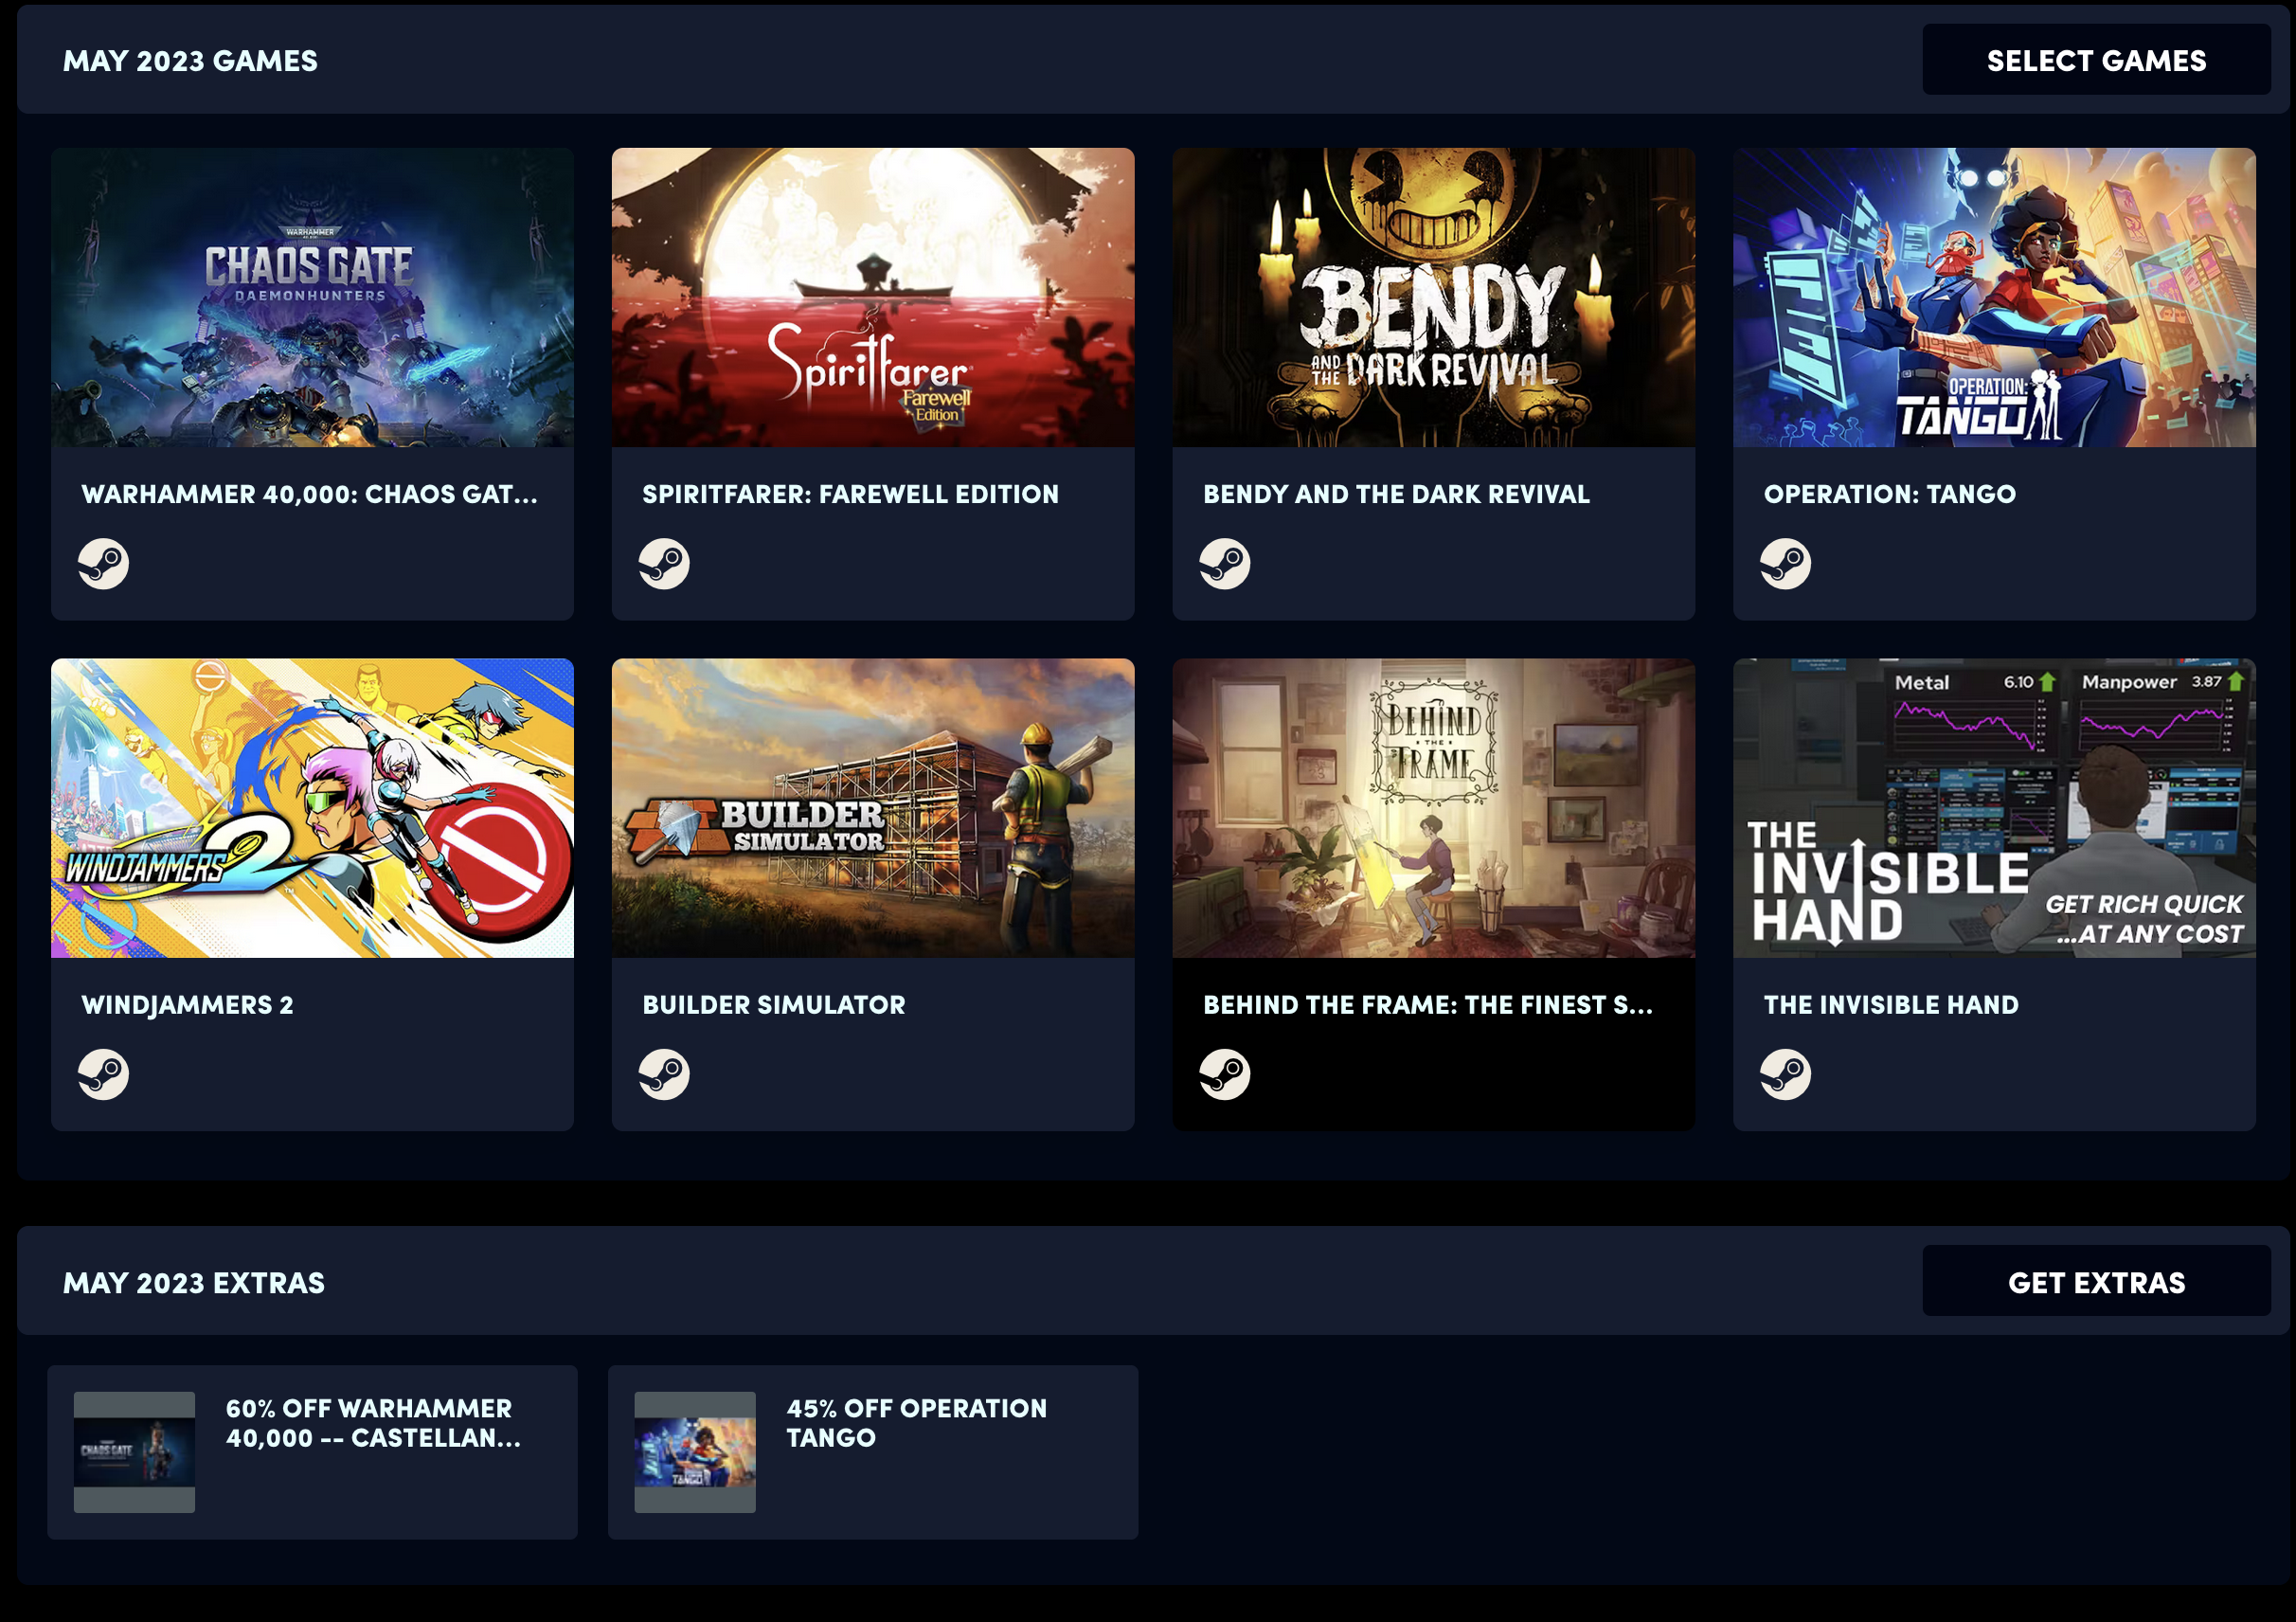 MAY 2023 GAMES
SELECT GAMES
WARHAMMER
40,000
CHAOS GATE
DAEMONHUNTERS
Spiritfarer
Farewell
Edition
BENDY
AND THE DARK REVIVAL
OPERATION:
TANGO
WARHAMMER 40,000: CHAOS GAT...
SPIRITFARER: FAREWELL EDITION
BENDY AND THE DARK REVIVAL
OPERATION: TANGO
WINDJAMMERS 2
TM
BUILDER
SIMULATOR
BEHIND
THE
FRAME
Metal 6.10
Manpower 3.87
THE
INVISIBLE
HAND
GET RICH QUICK
...AT ANY COST
WINDJAMMERS 2
BUILDER SIMULATOR
BEHIND THE FRAME: THE FINEST S...
THE INVISIBLE HAND
MAY 2023 EXTRAS
GET EXTRAS
CHAOS GATE
60% OFF WARHAMMER
40,000 -- CASTELLAN...
TANGO
45% OFF OPERATION
TANGO